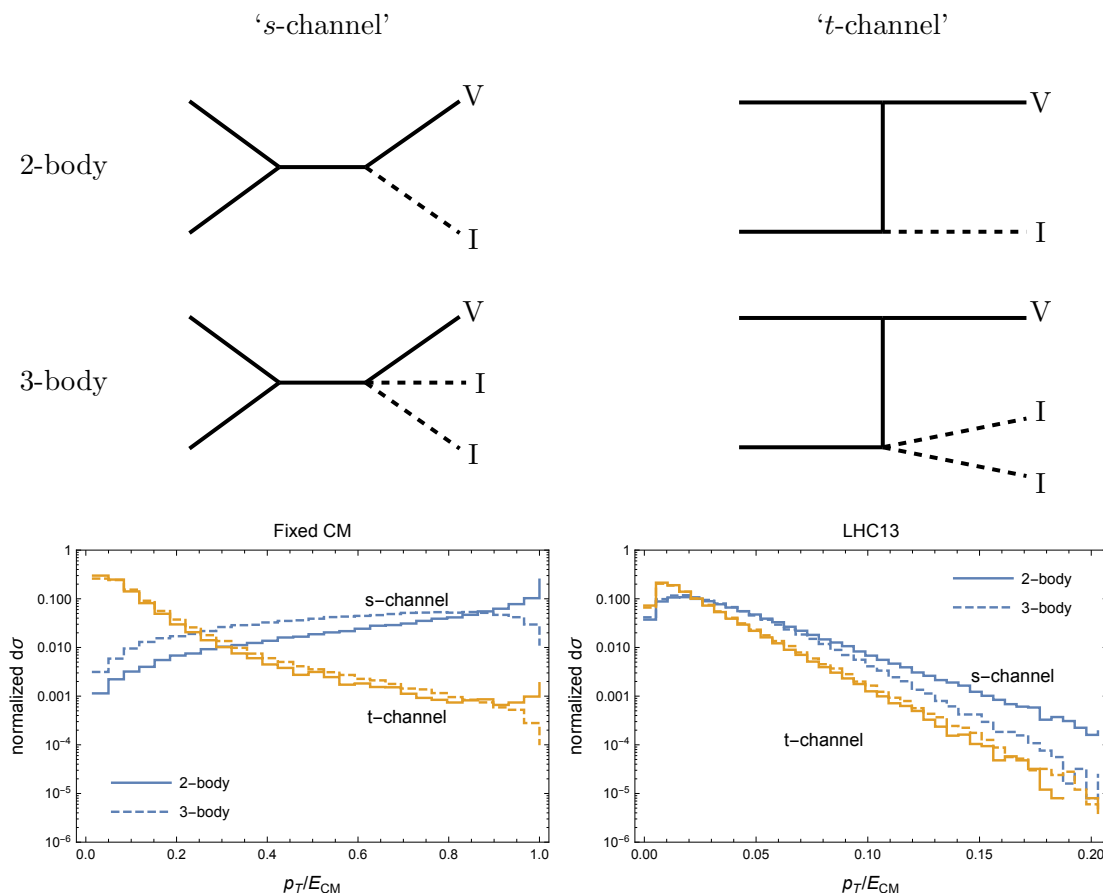 ‘s-channel’
‘t-channel’
2-body
V
I
V
I
3-body
V
I
I
V
I
I
Fixed CM
normalized dσ
1
0.100
0.010
0.001
10⁻⁴
10⁻⁵
10⁻⁶
s-channel
t-channel
2-body
3-body
0.0 0.2 0.4 0.6 0.8 1.0
p_T/E_CM
LHC13
normalized dσ
1
0.100
0.010
0.001
10⁻⁴
10⁻⁵
10⁻⁶
2-body
3-body
s-channel
t-channel
0.00 0.05 0.10 0.15 0.20
p_T/E_CM